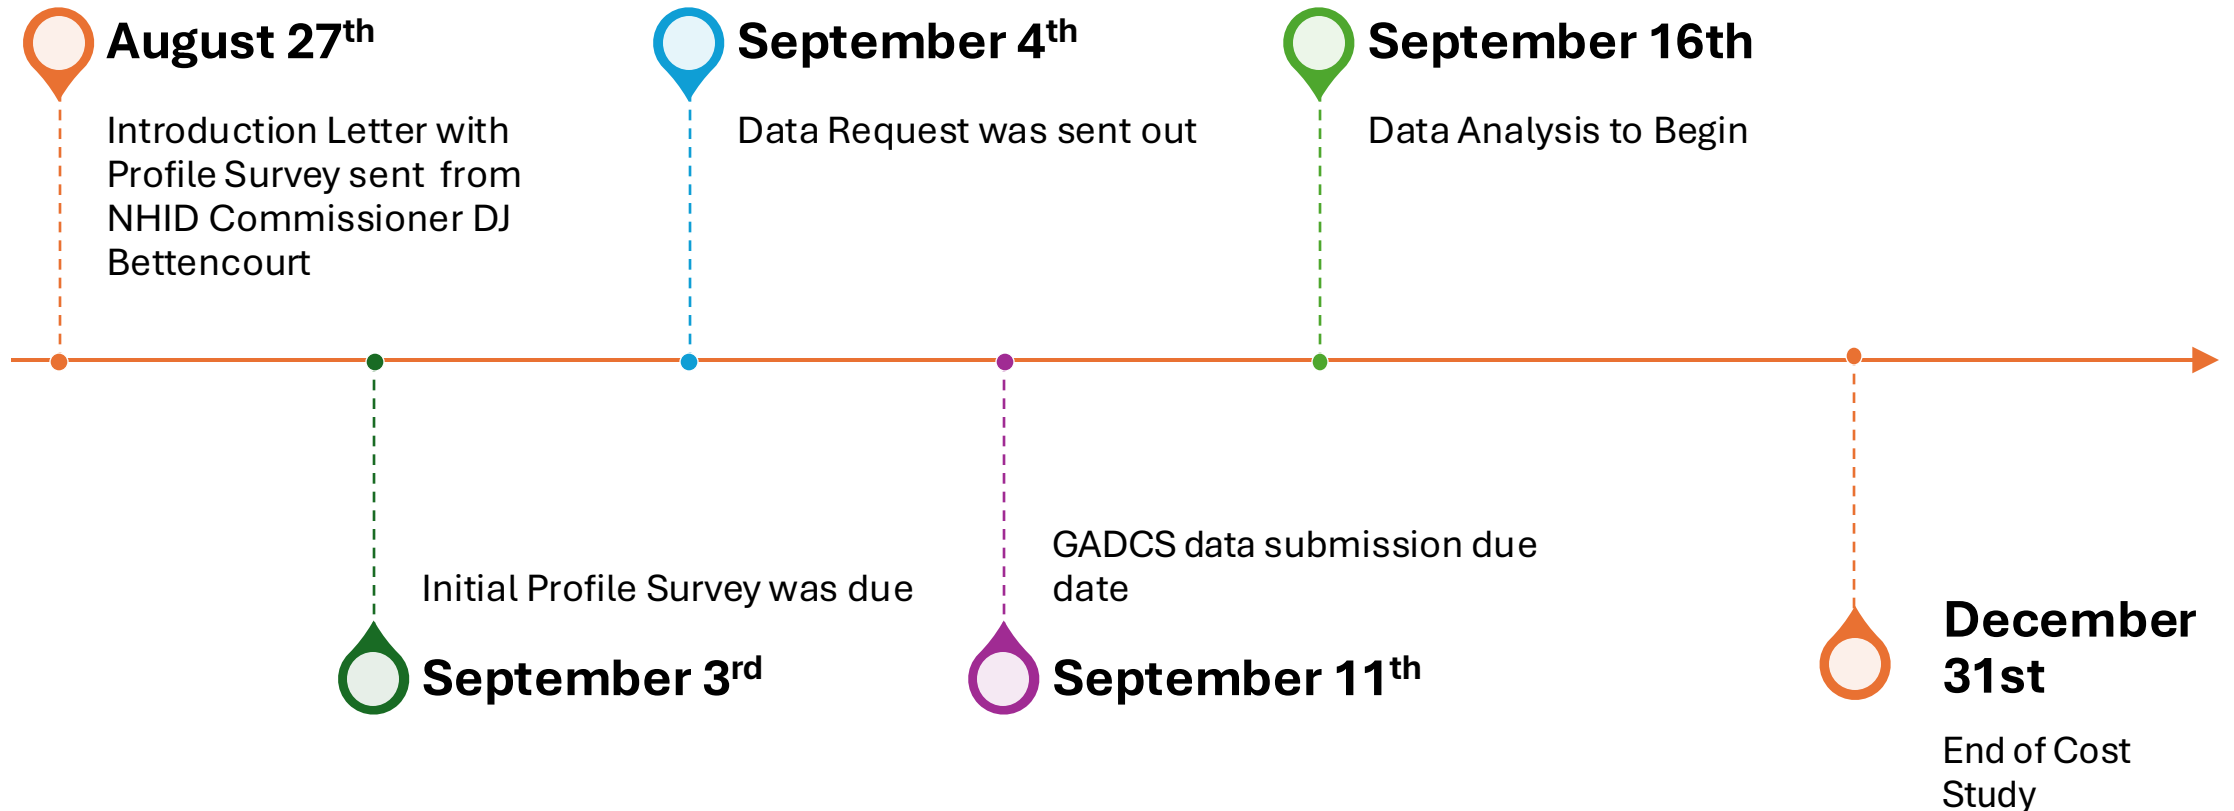 August 27th
Introduction Letter with
Profile Survey sent from
NHID Commissioner DJ
Bettencourt
September 4th
Data Request was sent out
September 16th
Data Analysis to Begin
Initial Profile Survey was due
September 3rd
GADCS data submission due
date
September 11th
December
31st
End of Cost
Study